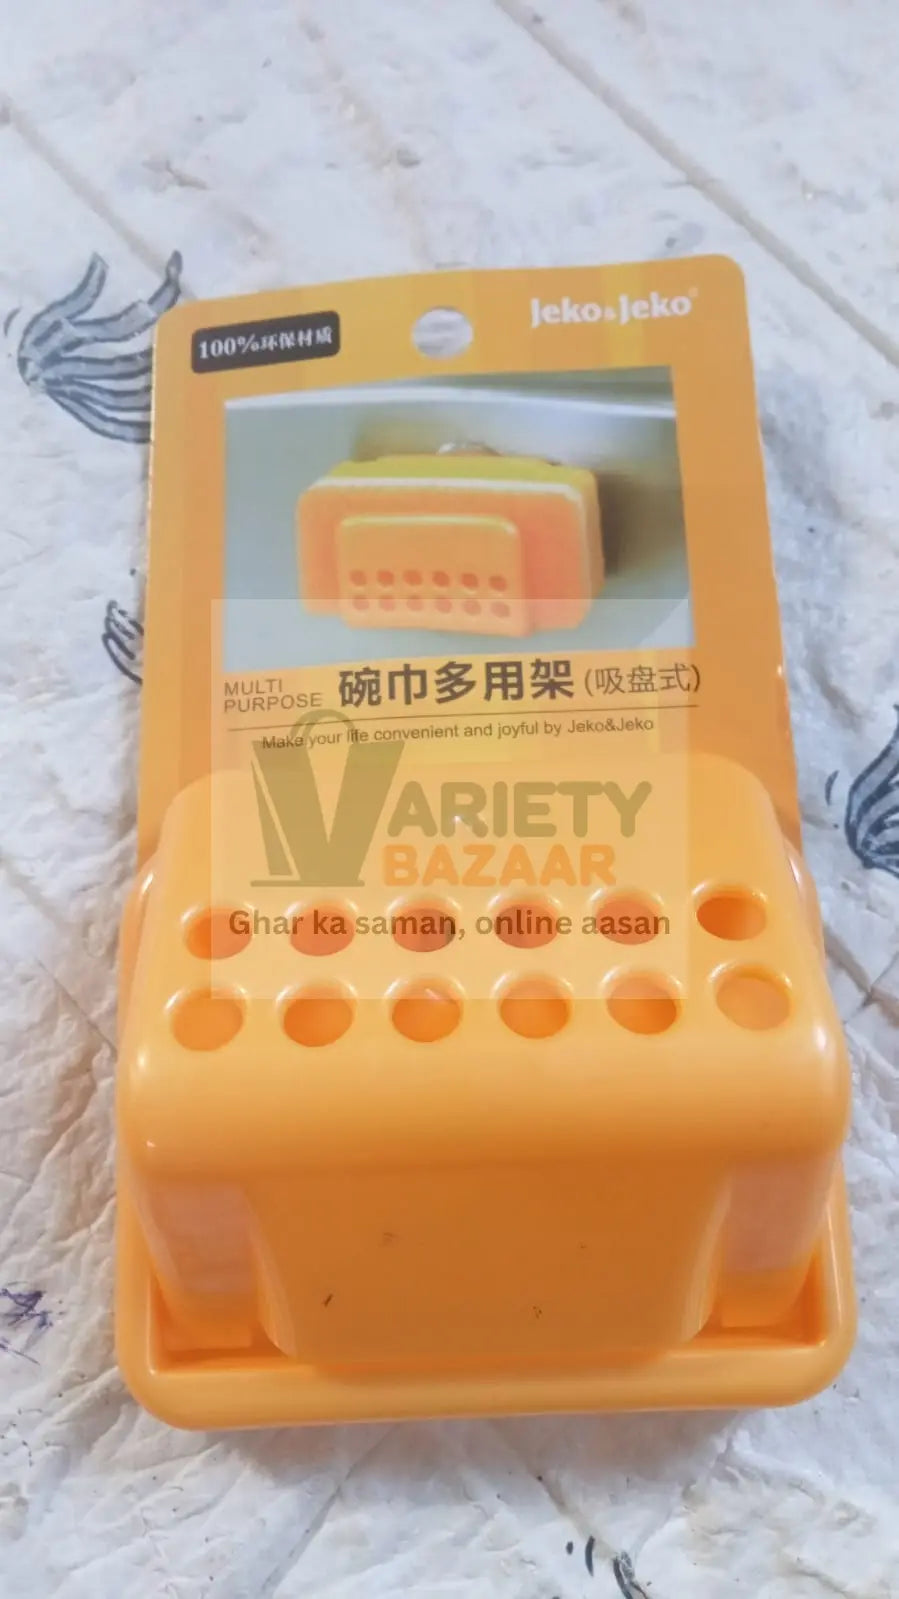 100%环保材质
Jeko&Jeko®
MULTI
PURPOSE
碗巾多用架(吸盘式)
Make your life convenient and joyful by Jeko&Jeko
VARIETY
BAZAAR
Ghar ka saman, online aasan